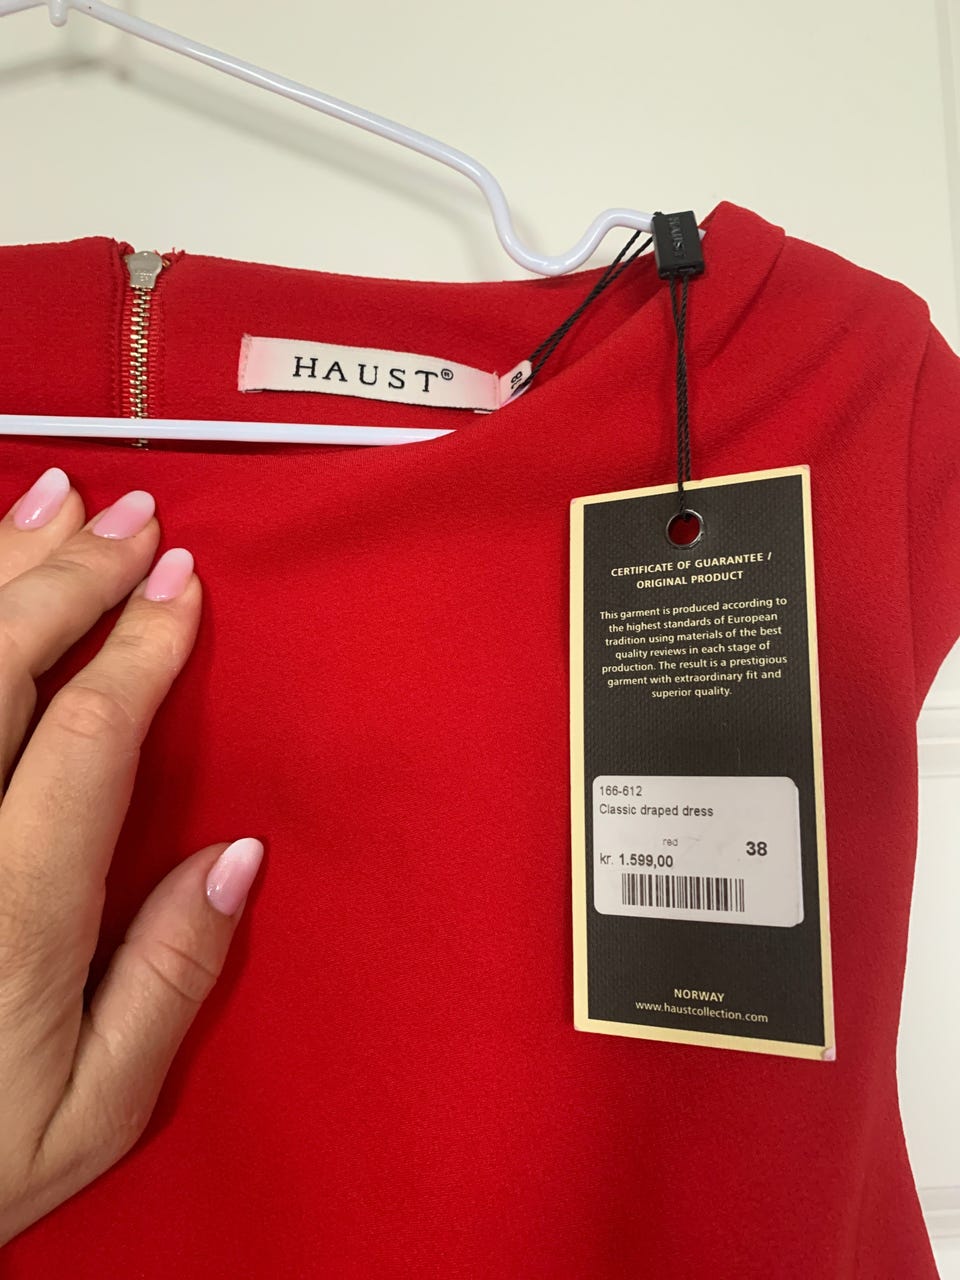 HAUST
HAUST®
38
CERTIFICATE OF GUARANTEE /
ORIGINAL PRODUCT
This garment is produced according to
the highest standards of European
tradition using materials of the best
quality reviews in each stage of
production. The result is a prestigious
garment with extraordinary fit and
superior quality.
166-612
Classic draped dress
red
38
kr. 1.599,00
NORWAY
www.haustcollection.com